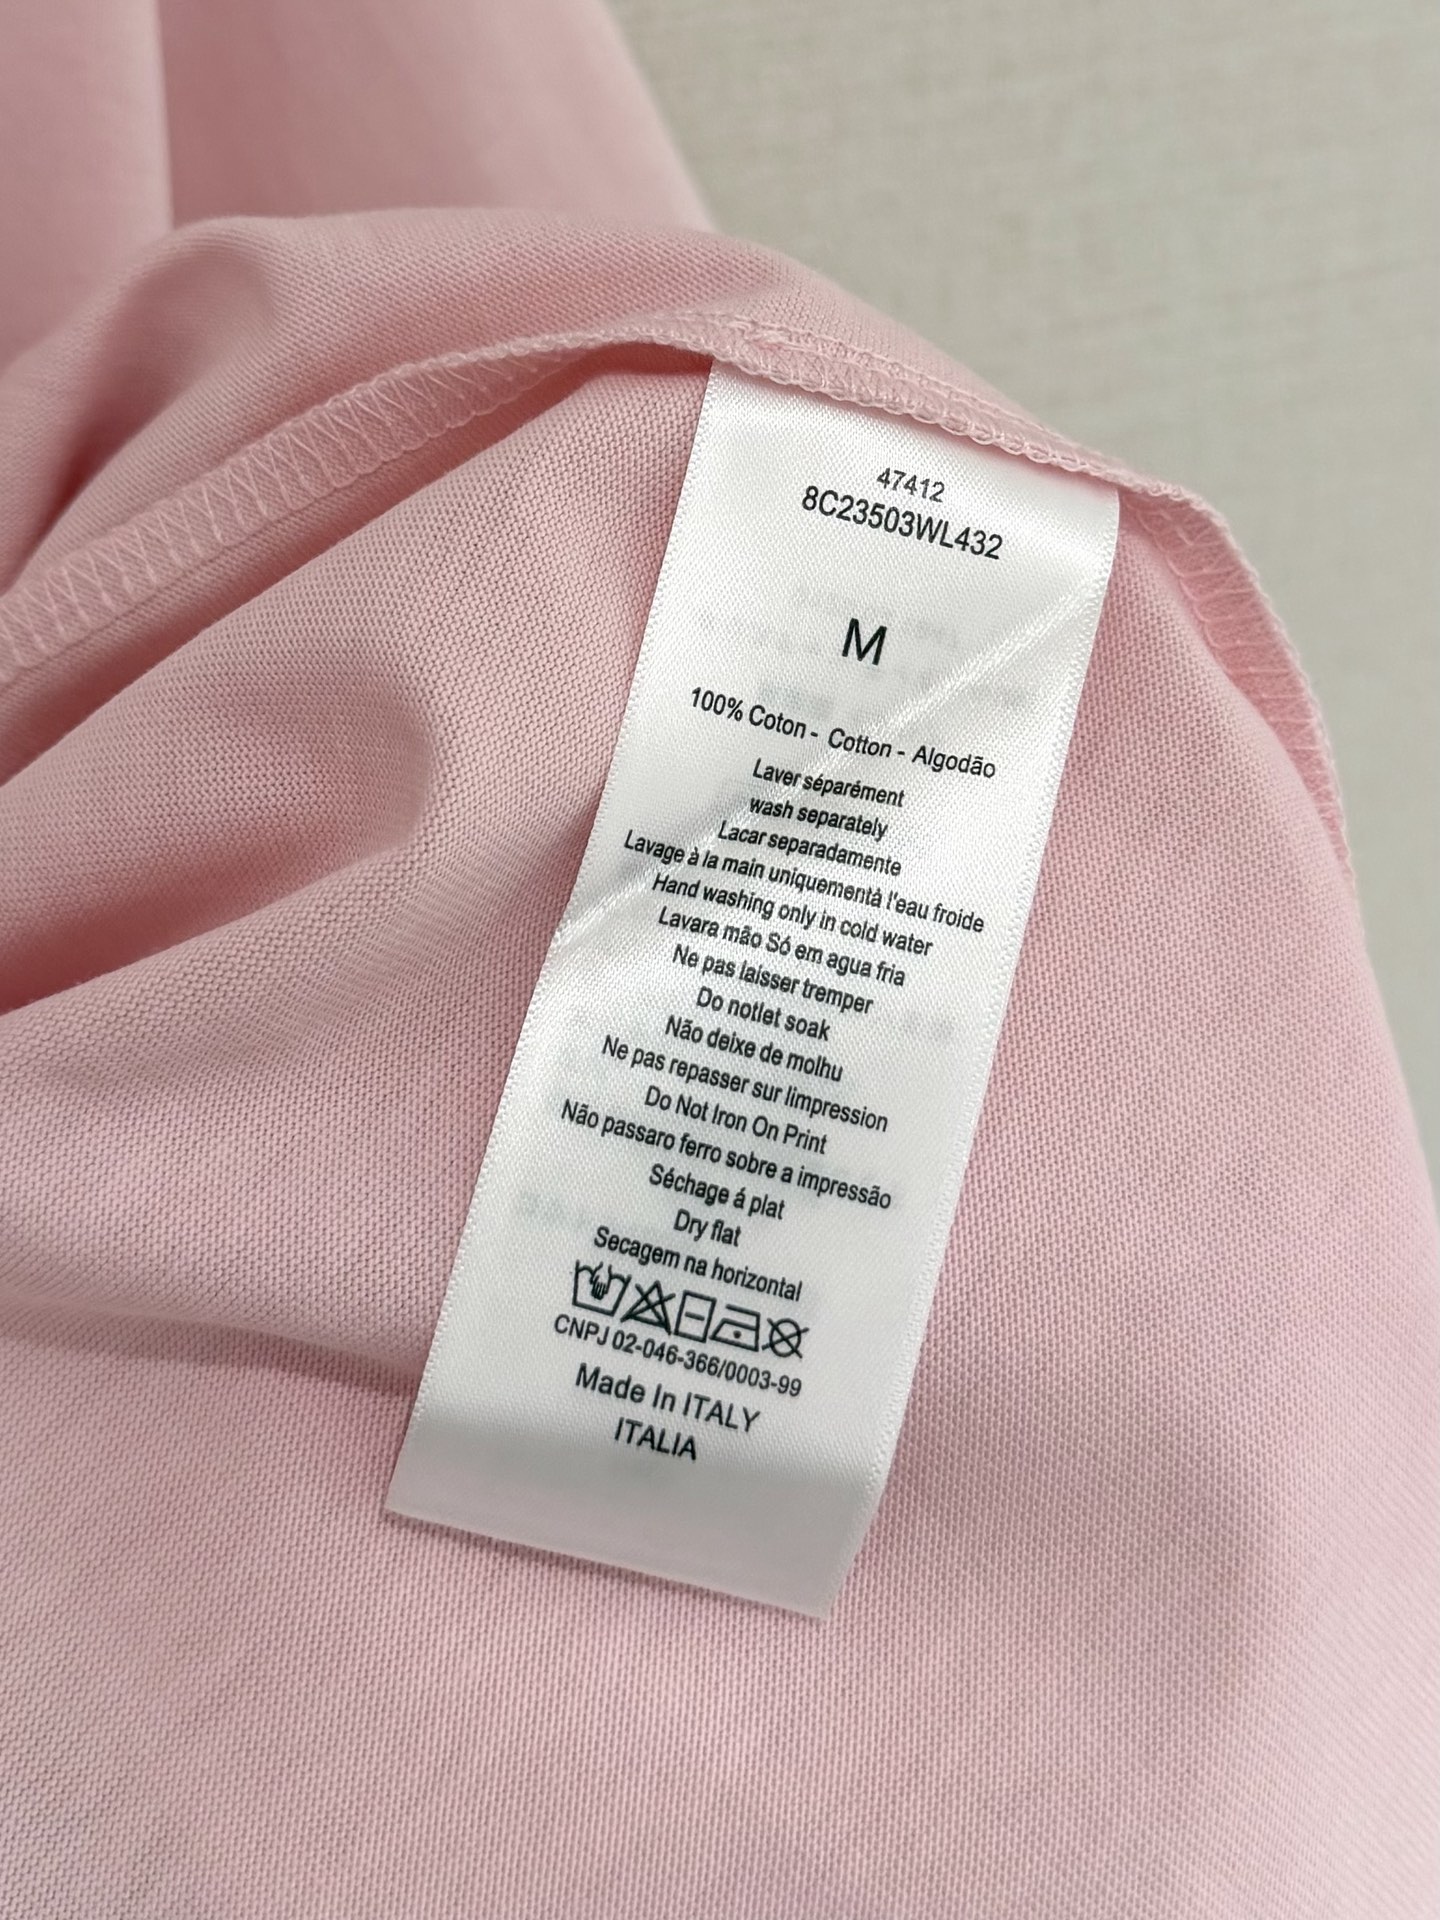 47412
8C23503WL432
M
100% Coton - Cotton - Algodão
Laver séparément
wash separately
Lacar separadamente
Lavage à la main uniquementà l'eau froide
Hand washing only in cold water
Lavara mão Só em agua fria
Ne pas laisser tremper
Do notlet soak
Não deixe de molhu
Ne pas repasser sur limpression
Do Not Iron On Print
Não passaro ferro sobre a impressão
Séchage á plat
Dry flat
Secagem na horizontal
CNPJ 02-046-366/0003-99
Made In ITALY
ITALIA